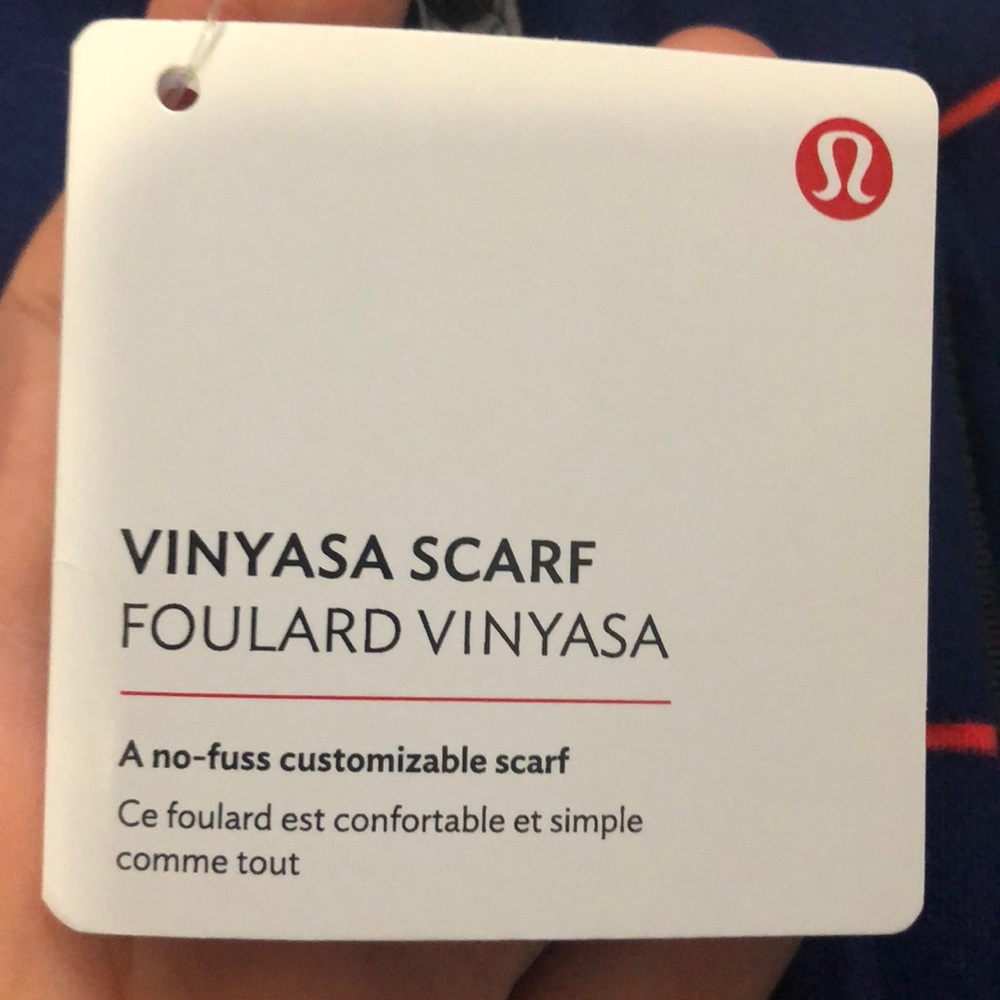 VINYASA SCARF
FOULARD VINYASA
A no-fuss customizable scarf
Ce foulard est confortable et simple
comme tout